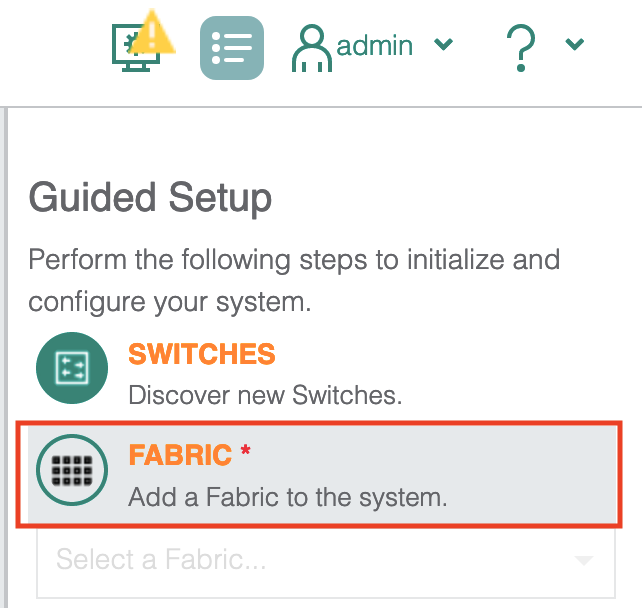 admin
Guided Setup
Perform the following steps to initialize and
configure your system.
SWITCHES
Discover new Switches.
FABRIC *
Add a Fabric to the system.
Select a Fabric...